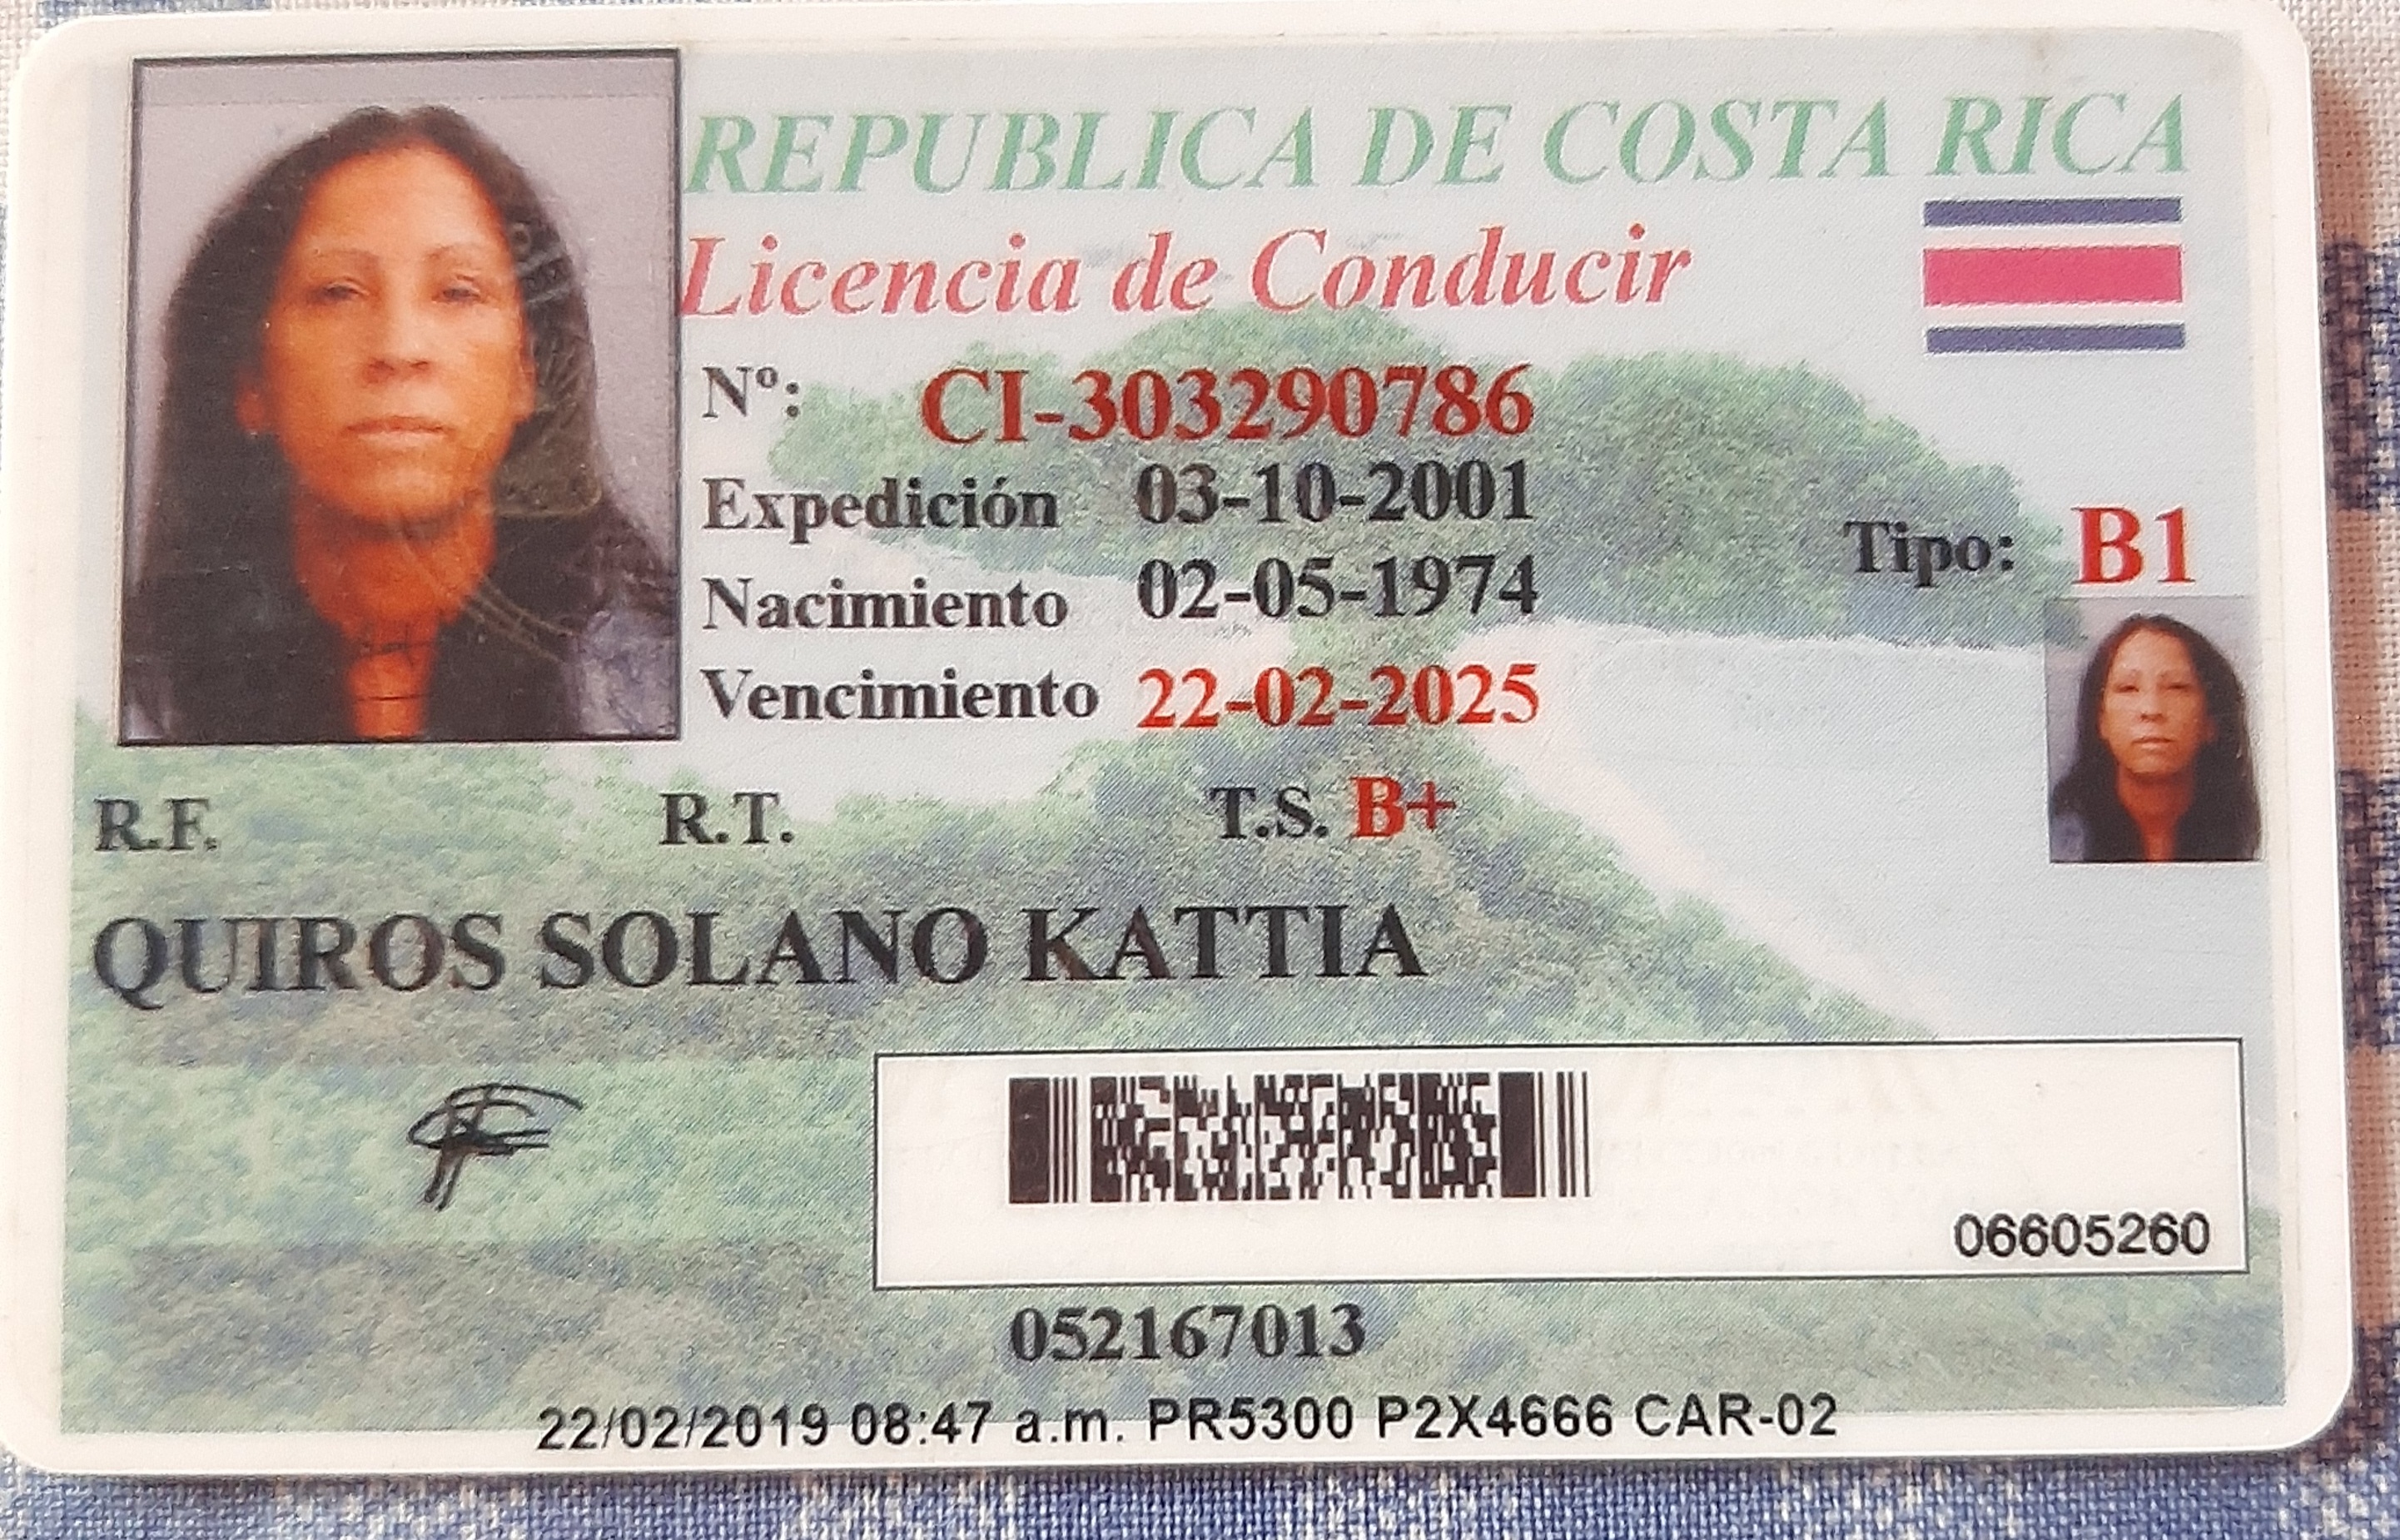 REPUBLICA DE COSTA RICA
Licencia de Conducir
Nº: CI-303290786
Expedición 03-10-2001
Tipo: B1
Nacimiento 02-05-1974
Vencimiento 22-02-2025
R.F. R.T. T.S. B+
QUIROS SOLANO KATTIA
06605260
052167013
22/02/2019 08:47 a.m. PR5300 P2X4666 CAR-02